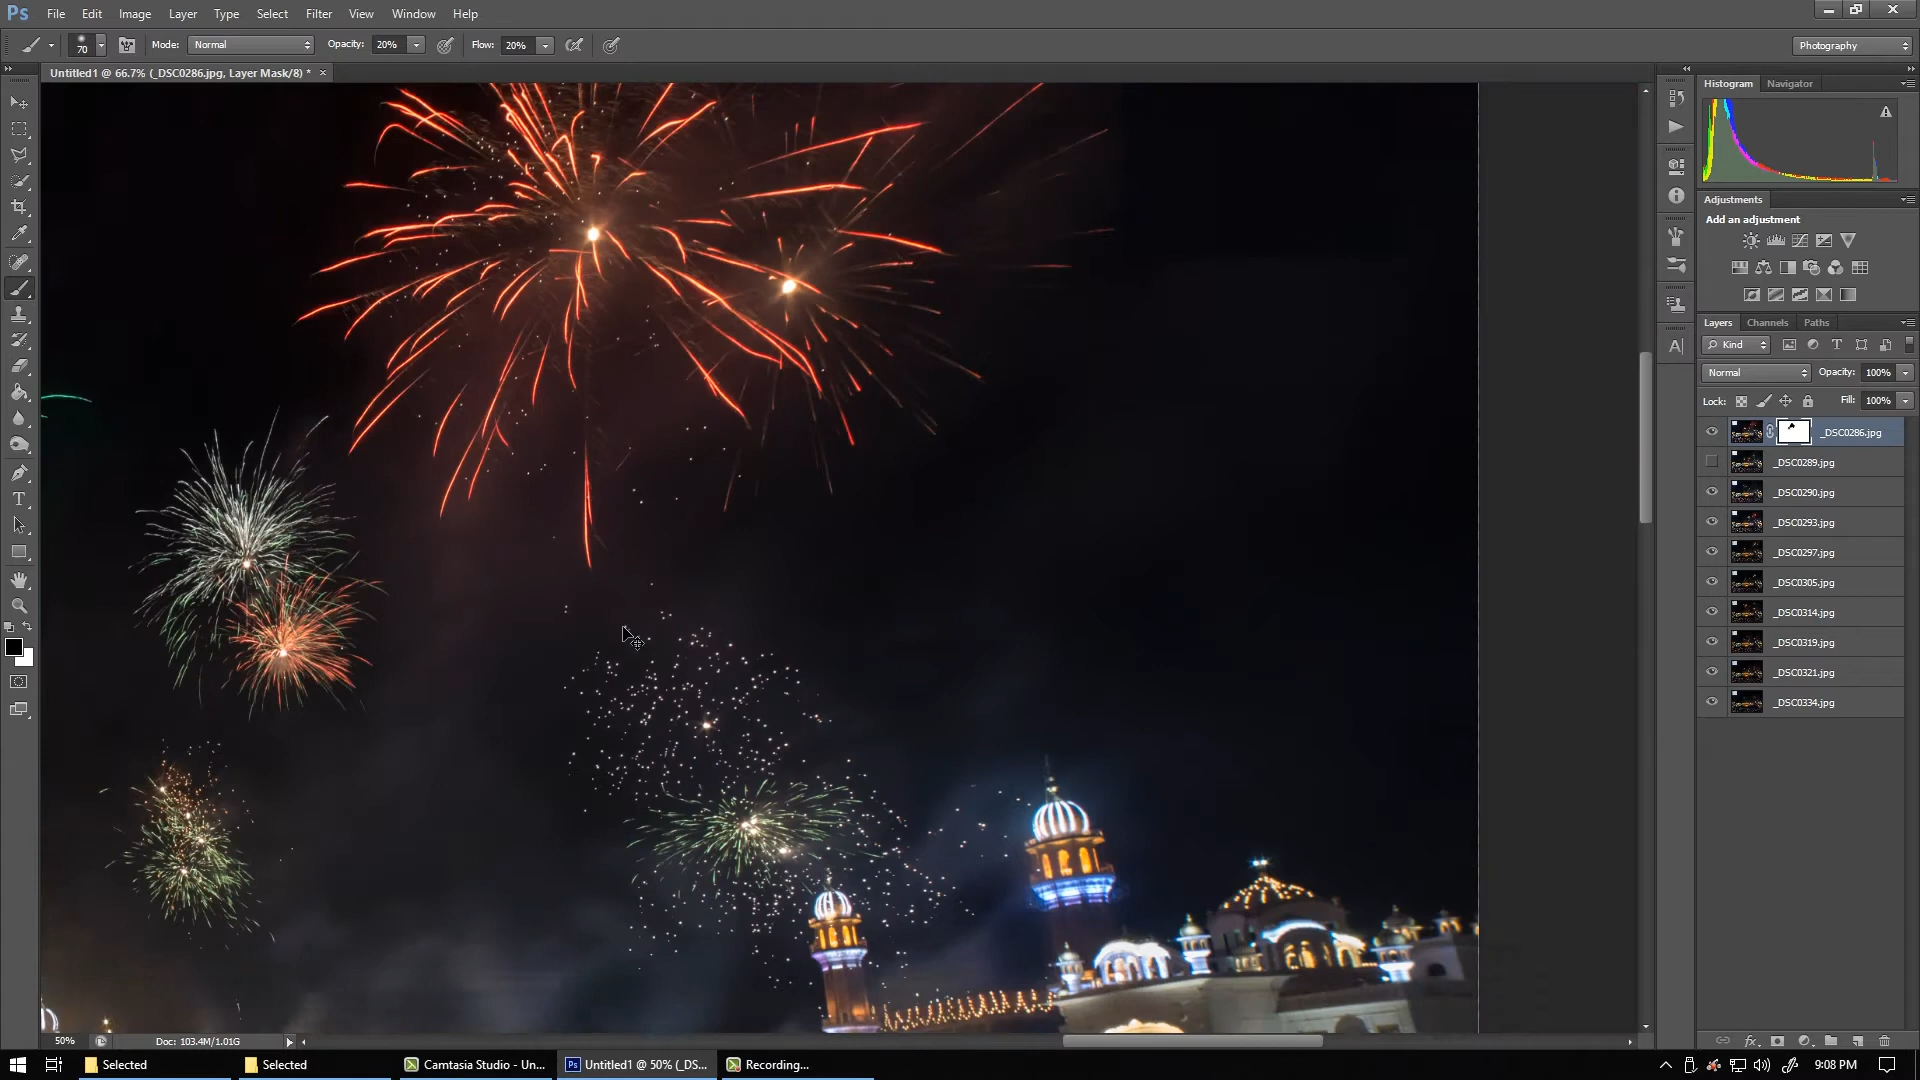 Ps File Edit Image Layer Type Select Filter View Window Help
70 Mode: Normal Opacity: 20% Flow: 20% Photography
Untitled1 @ 66.7% (_DSC0286.jpg, Layer Mask/8) * ×
Histogram Navigator
Adjustments
Add an adjustment
Layers Channels Paths
Kind T
Normal Opacity: 100%
Lock: Fill: 100%
_DSC0286.jpg
_DSC0289.jpg
_DSC0290.jpg
_DSC0293.jpg
_DSC0297.jpg
_DSC0305.jpg
_DSC0314.jpg
_DSC0319.jpg
_DSC0321.jpg
_DSC0334.jpg
T
A
fx
50% Doc: 103.4M/1.01G
Selected Selected Camtasia Studio - Un... Ps Untitled1 @ 50% (_DS... Recording... 9:08 PM